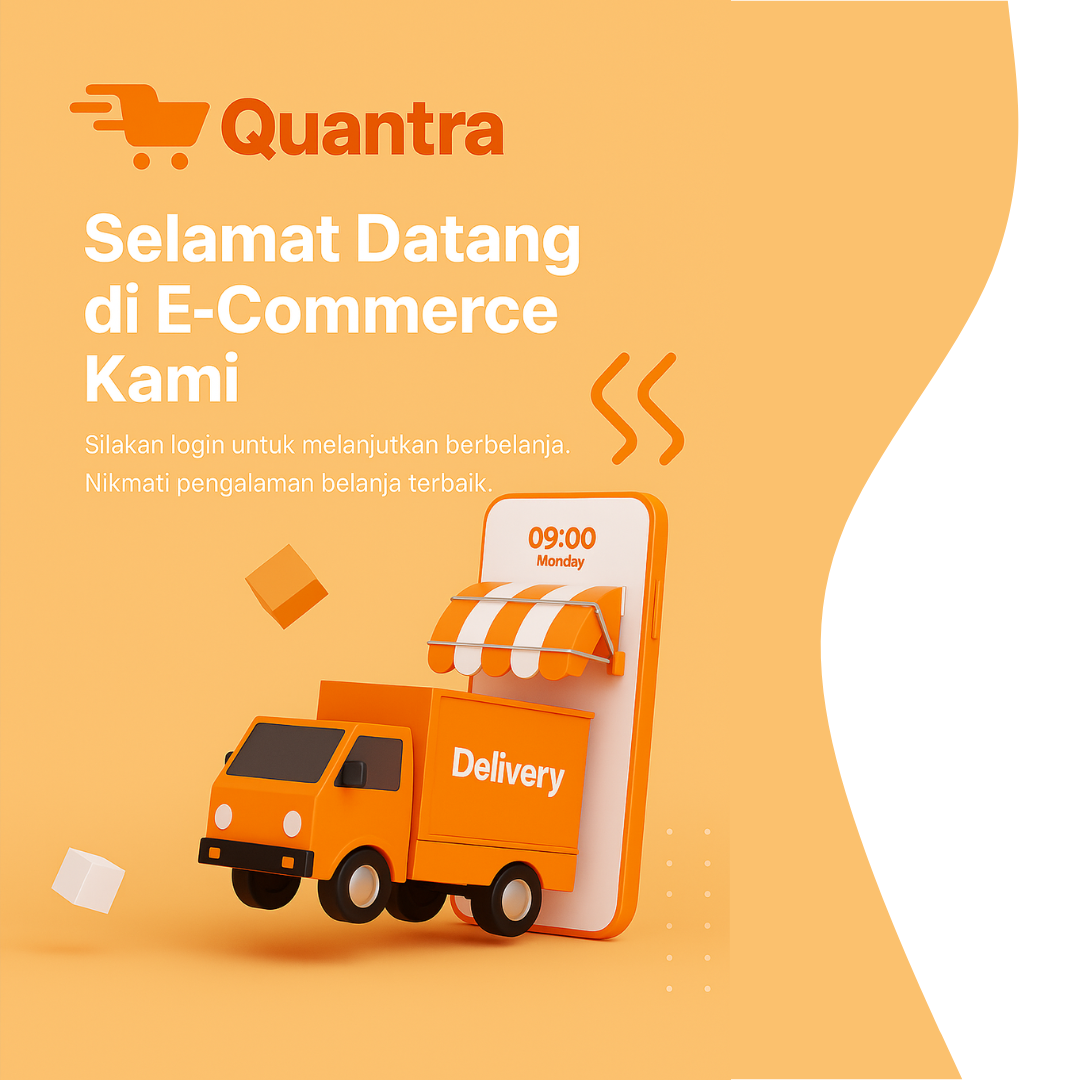 Quantra
Selamat Datang
di E-Commerce
Kami
Silakan login untuk melanjutkan berbelanja.
Nikmati pengalaman belanja terbaik.
09:00
Monday
Delivery